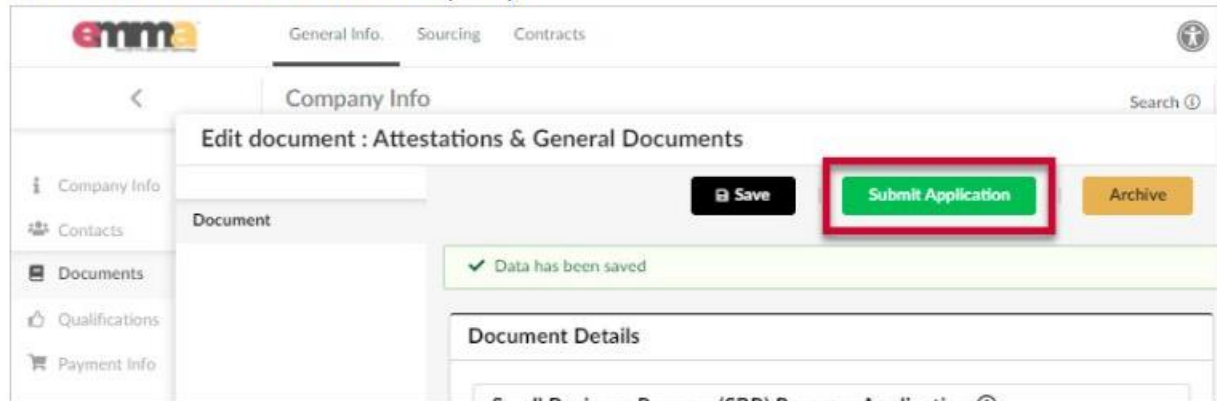 emma
General Info. Sourcing Contracts
Company Info
Search
Edit document : Attestations & General Documents
Company Info
Contacts
Documents
Qualifications
Payment Info
Document
Save
Submit Application
Archive
Data has been saved
Document Details